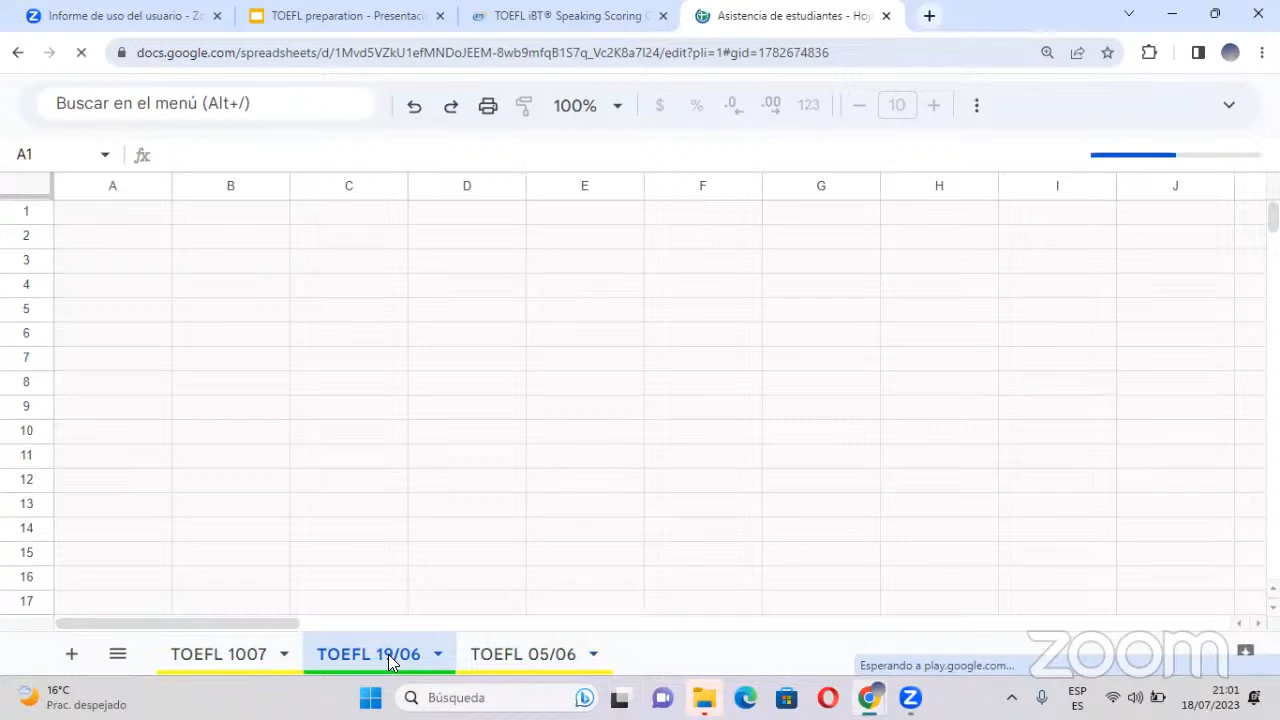 Informe de uso del usuario - Zo
TOEFL preparation - Presentaci
TOEFL iBT® Speaking Scoring G
Asistencia de estudiantes - Hoj
docs.google.com/spreadsheets/d/1Mvd5VZkU1efMNDoJEEM-8wb9mfqB1S7q_Vc2K8a7l24/edit?pli=1#gid=1782674836
Buscar en el menú (Alt+/)
100%
$ % .0 .00 123
10
A1
fx
A B C D E F G H I J
1
2
3
4
5
6
7
8
9
10
11
12
13
14
15
16
17
TOEFL 1007
TOEFL 19/06
TOEFL 05/06
zoom
Esperando a play.google.com...
16°C
Prac. despejado
Búsqueda
ESP
ES
21:01
18/07/2023